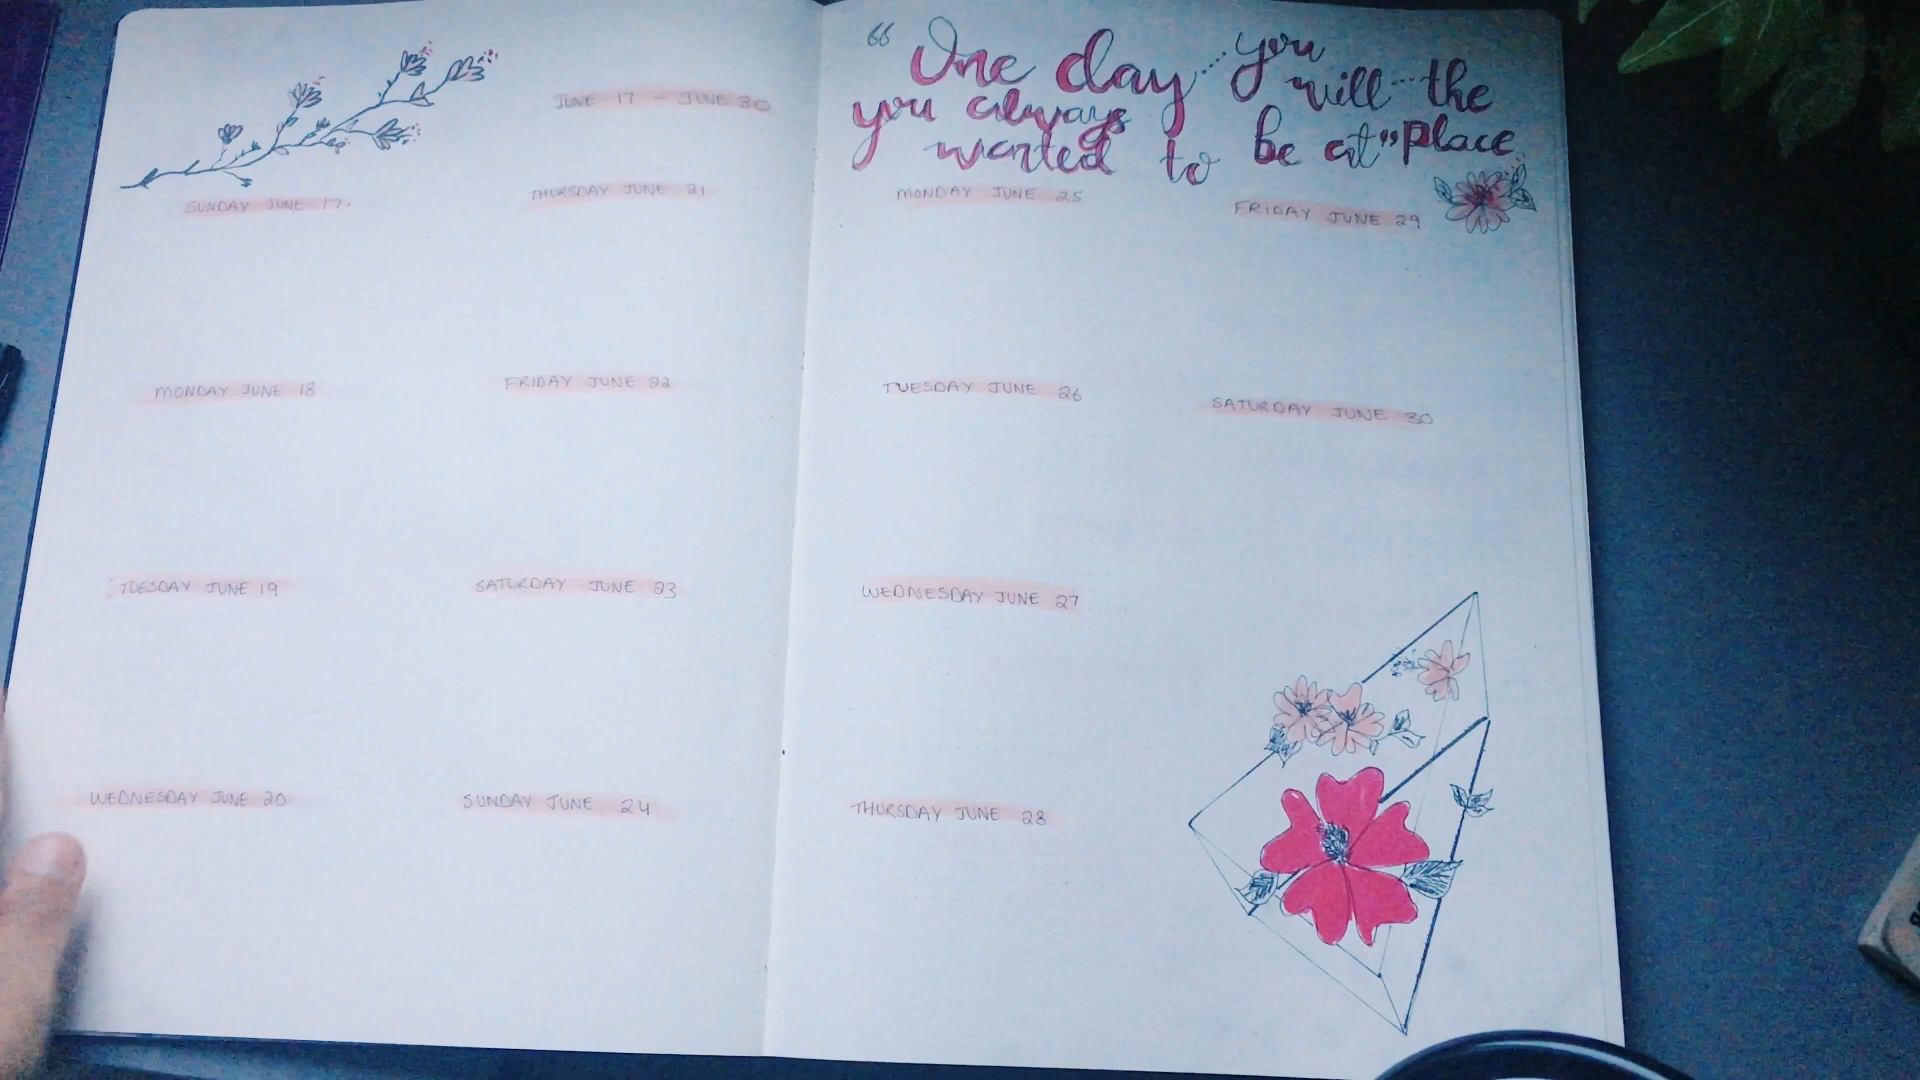 JUNE 17 - JUNE 30
SUNDAY JUNE 17.
MONDAY JUNE 18
TUESDAY JUNE 19
WEDNESDAY JUNE 20
THURSDAY JUNE 21
FRIDAY JUNE 22
SATURDAY JUNE 23
SUNDAY JUNE 24
“One day... you
will... the
you always
wanted to be at” Place
MONDAY JUNE 25
TUESDAY JUNE 26
WEDNESDAY JUNE 27
THURSDAY JUNE 28
FRIDAY JUNE 29
SATURDAY JUNE 30